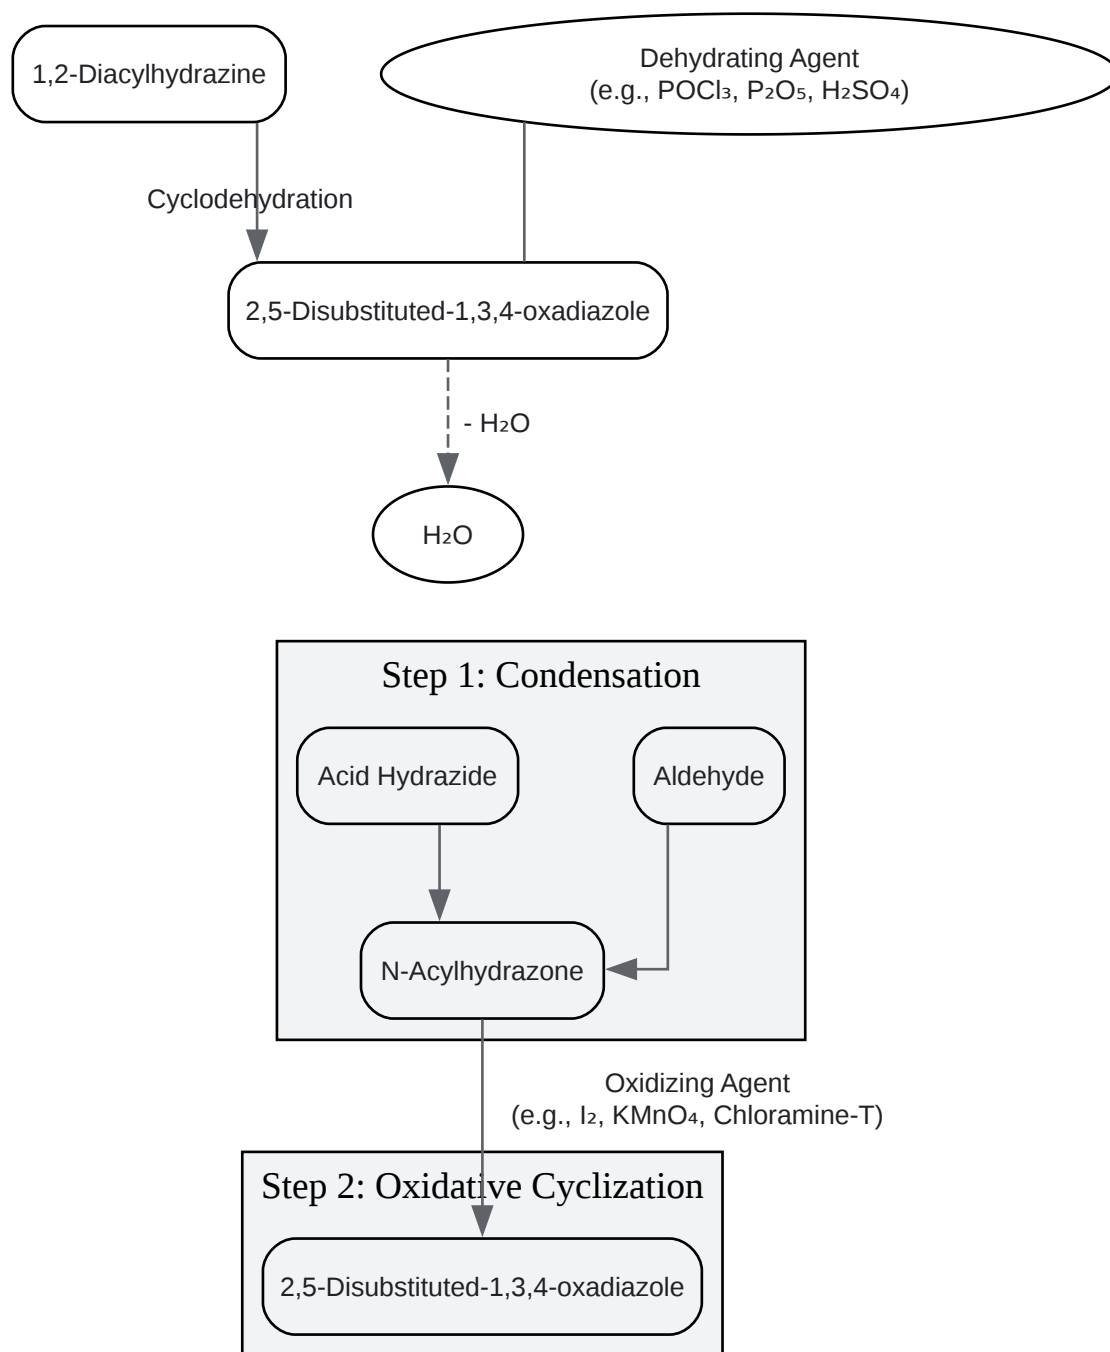 1,2-Diacylhydrazine
Dehydrating Agent
(e.g., POCl₃, P₂O₅, H₂SO₄)
Cyclodehydration
2,5-Disubstituted-1,3,4-oxadiazole
- H₂O
H₂O
Step 1: Condensation
Acid Hydrazide
Aldehyde
N-Acylhydrazone
Oxidizing Agent
(e.g., I₂, KMnO₄, Chloramine-T)
Step 2: Oxidative Cyclization
2,5-Disubstituted-1,3,4-oxadiazole